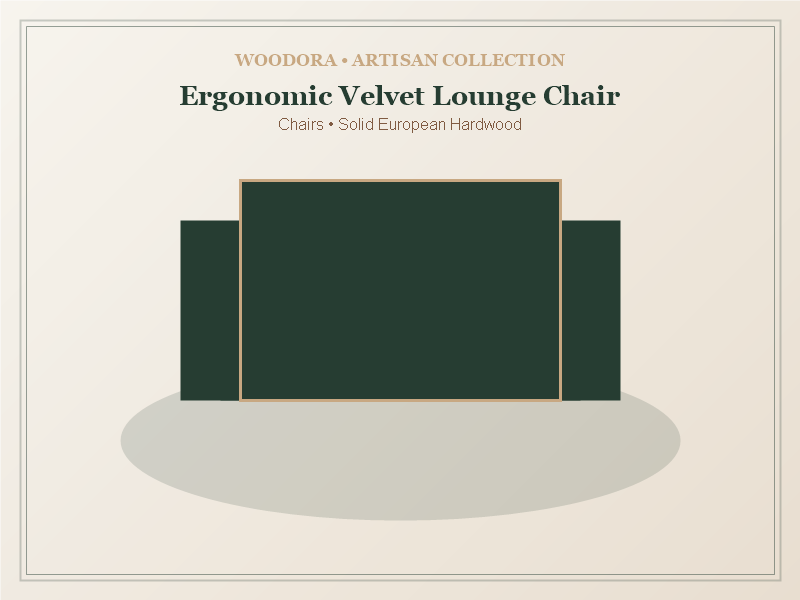 WOODORA • ARTISAN COLLECTION
Ergonomic Velvet Lounge Chair
Chairs • Solid European Hardwood